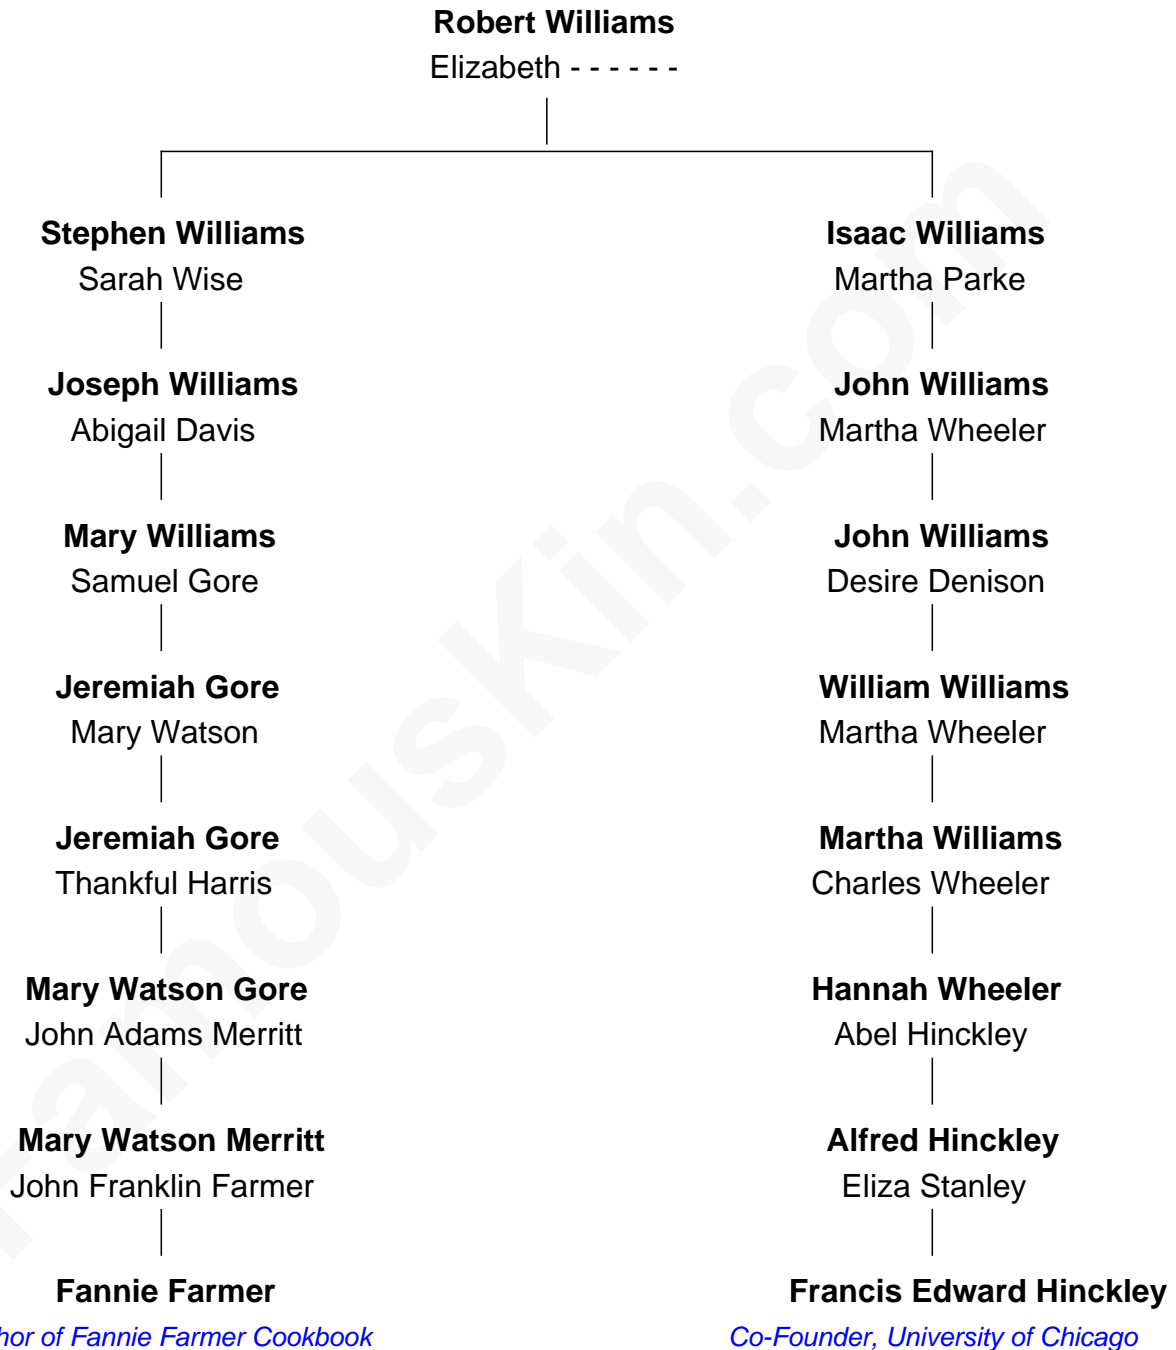 Robert Williams
Elizabeth - - - - - -
Stephen Williams
Sarah Wise
Isaac Williams
Martha Parke
Joseph Williams
Abigail Davis
John Williams
Martha Wheeler
Mary Williams
Samuel Gore
John Williams
Desire Denison
Jeremiah Gore
Mary Watson
William Williams
Martha Wheeler
Jeremiah Gore
Thankful Harris
Martha Williams
Charles Wheeler
Mary Watson Gore
John Adams Merritt
Hannah Wheeler
Abel Hinckley
Mary Watson Merritt
John Franklin Farmer
Alfred Hinckley
Eliza Stanley
Fannie Farmer
hor of Fannie Farmer Cookbook
Francis Edward Hinckley
Co-Founder, University of Chicago
FamousKin.com